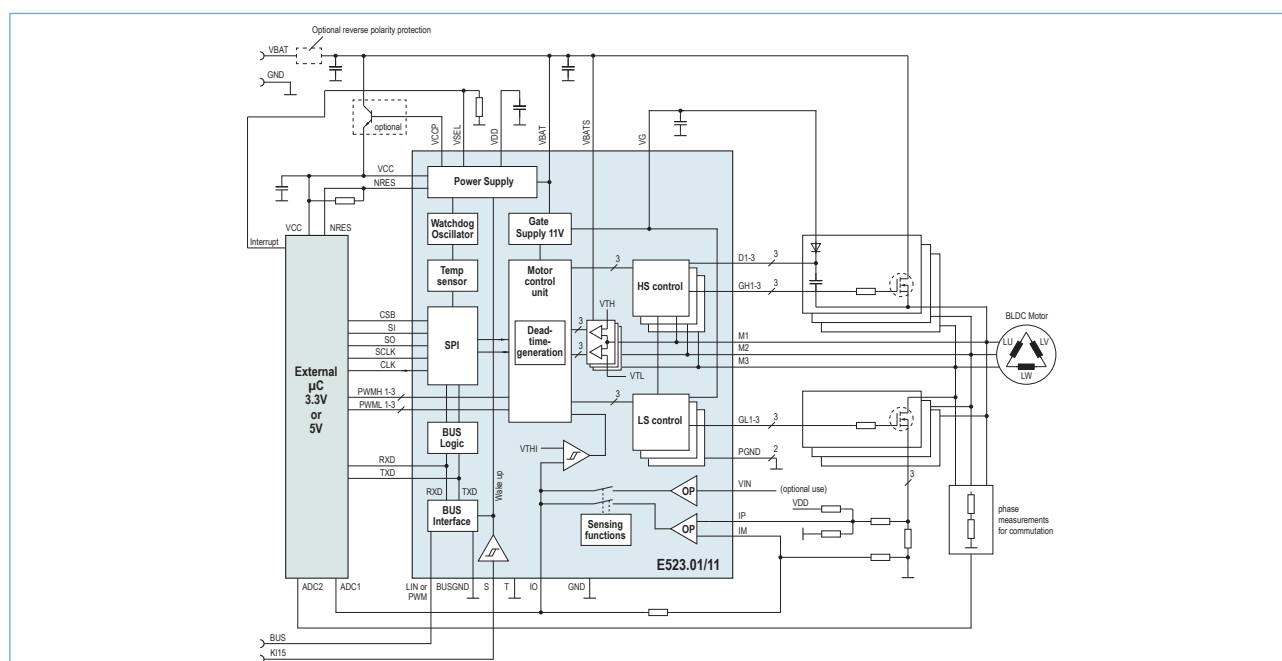 Optional reverse polarity protection
VBAT
GND
optional
VCCP
VSEL
VDD
VBAT
VBATS
VG
VCC
NRES
Power Supply
VCC
NRES
Interrupt
Watchdog
Oscillator
Gate
Supply 11V
Temp
sensor
Motor
control
unit
3
HS control
D1-3
3
GH1-3
3
VTH
BLDC Motor
CSB
SI
SO
SCLK
CLK
SPI
Dead-
time-
generation
3
3
M1
M2
M3
LU
LV
LW
VTL
External
µC
3.3V
or
5V
PWMH 1-3
PWML 1-3
3
LS control
GL1-3
3
BUS
Logic
VTHI
PGND
2
RXD
TXD
RXD
TXD
Wake up
OP
VIN
(optional use)
3
VDD
BUS
Interface
Sensing
functions
OP
IP
IM
phase
measurements
for commutation
E523.01/11
ADC2
ADC1
LIN or
PWM
BUSGND
S
T
IO
GND
BUS
KI15